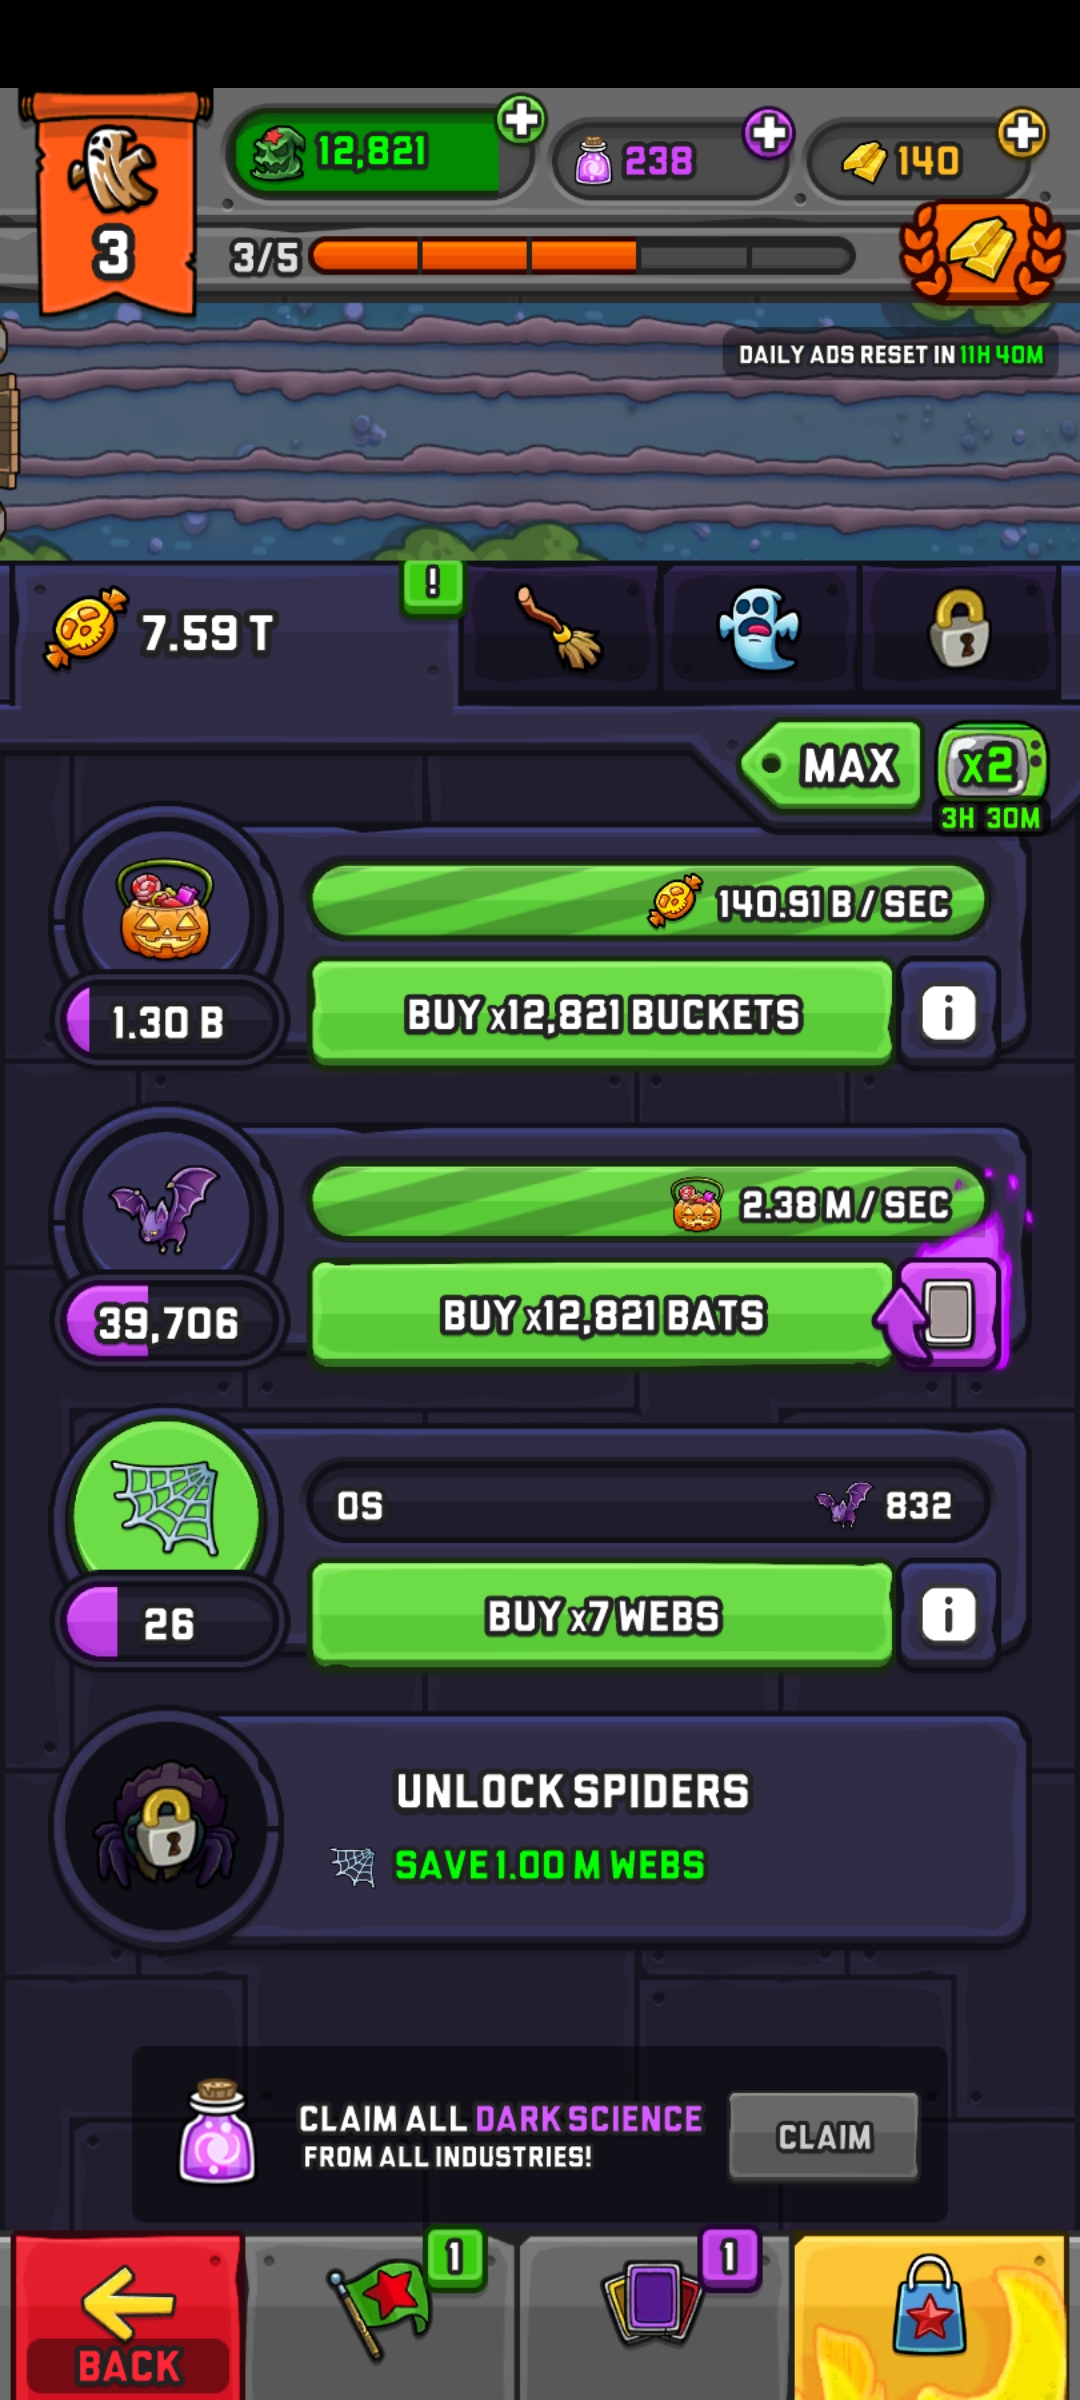 12,821
238
140
3
3/5
DAILY ADS RESET IN 11H 40M
!
7.59 T
MAX
x2
3H 30M
140.91 B / SEC
1.30 B
BUY x12,821 BUCKETS
i
2.38 M / SEC
39,706
BUY x12,821 BATS
0S
832
26
BUY x7 WEBS
i
UNLOCK SPIDERS
SAVE 1.00 M WEBS
CLAIM ALL DARK SCIENCE
FROM ALL INDUSTRIES!
CLAIM
1
1
BACK